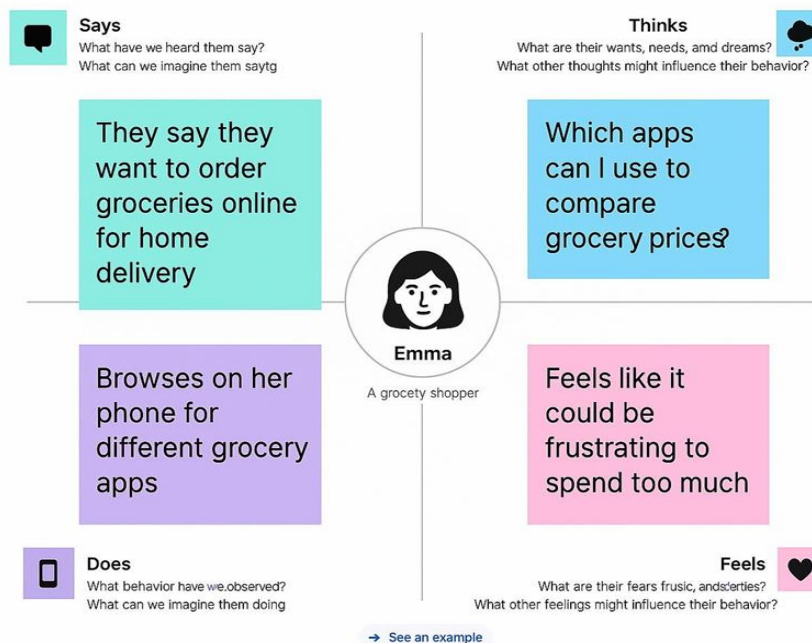 Says
What have we heard them say?
What can we imagine them saytg
Thinks
What are their wants, needs, amd dreams?
What other thoughts might influence their behavior?
They say they
want to order
groceries online
for home
delivery
Which apps
can I use to
compare
grocery prices?
Emma
A grocety shopper
Browses on her
phone for
different grocery
apps
Feels like it
could be
frustrating to
spend too much
Does
What behavior have we.observed?
What can we imagine them doing
Feels
What are their fears frusic,
What other feelings might influence their behavior?
→ See an example